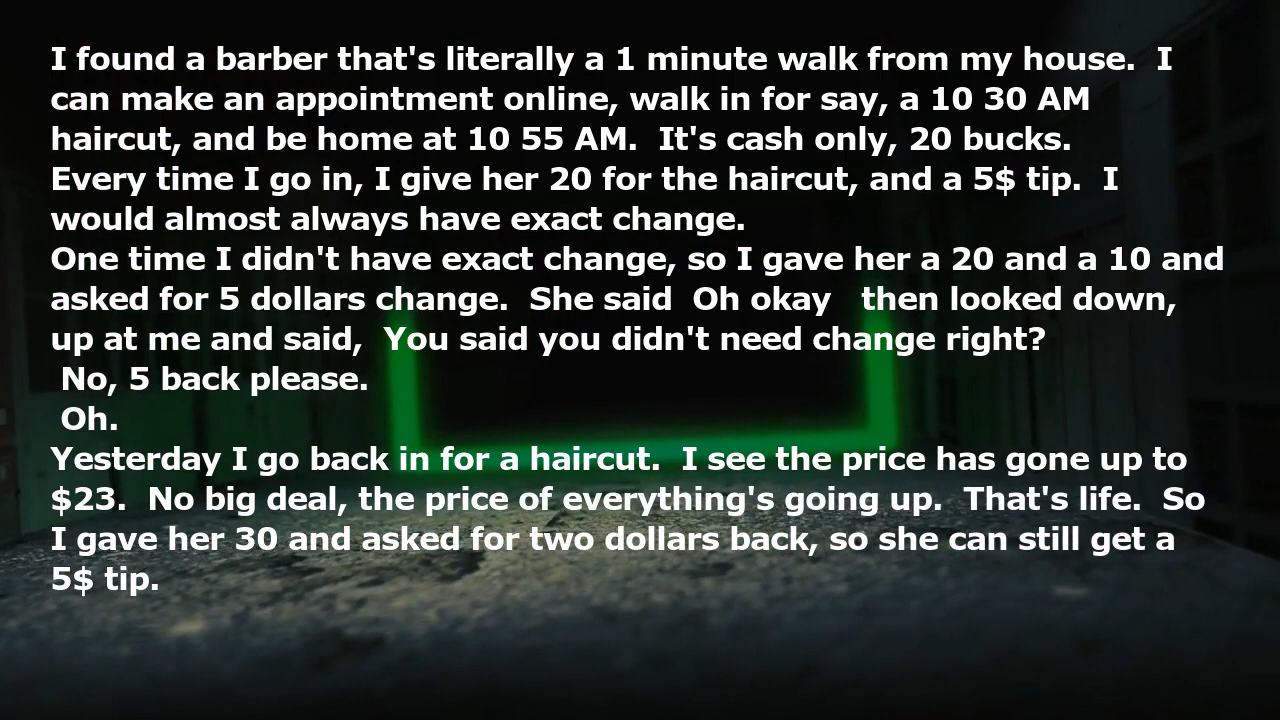 I found a barber that's literally a 1 minute walk from my house.  I
can make an appointment online, walk in for say, a 10 30 AM
haircut, and be home at 10 55 AM.  It's cash only, 20 bucks.
Every time I go in, I give her 20 for the haircut, and a 5$ tip.  I
would almost always have exact change.
One time I didn't have exact change, so I gave her a 20 and a 10 and
asked for 5 dollars change.  She said  Oh okay   then looked down,
up at me and said,  You said you didn't need change right?
 No, 5 back please.
 Oh.
Yesterday I go back in for a haircut.  I see the price has gone up to
$23.  No big deal, the price of everything's going up.  That's life.  So
I gave her 30 and asked for two dollars back, so she can still get a
5$ tip.